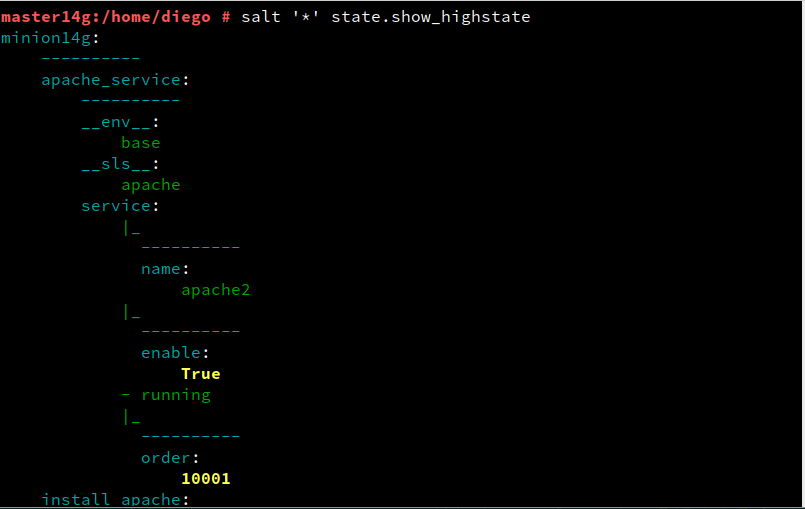 master14g:/home/diego # salt '*' state.show_highstate
minion14g:
    ----------
    apache_service:
        ----------
        __env__:
            base
        __sls__:
            apache
        service:
            |_
              ----------
              name:
                  apache2
            |_
              ----------
              enable:
                  True
            - running
            |_
              ----------
              order:
                  10001
    install_apache: